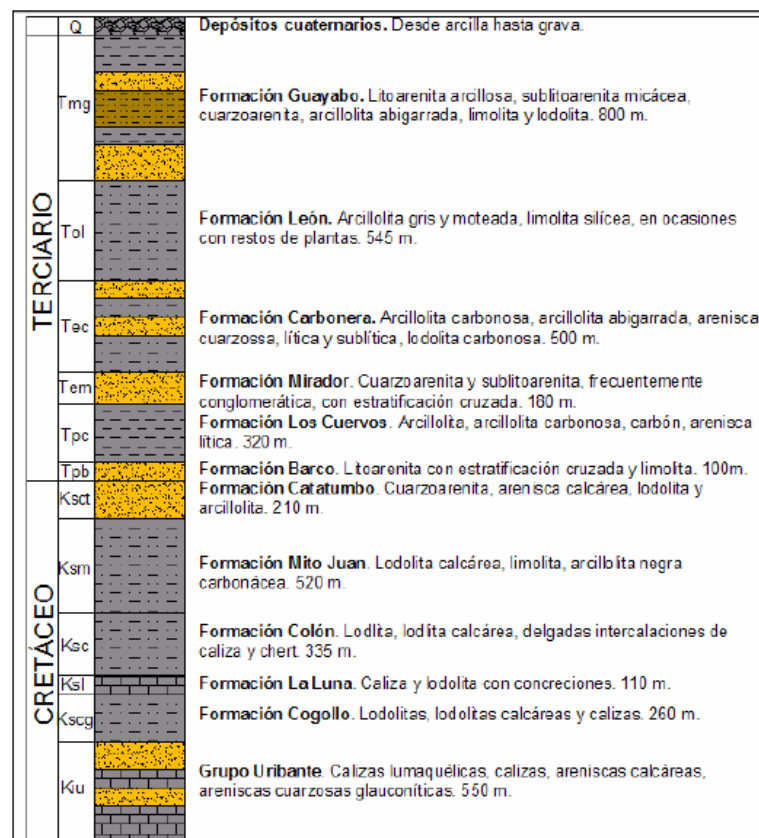 Q
Depósitos cuaternarios. Desde arcilla hasta grava.
TERCIARIO
Tmg
Formación Guayabo. Litoarenita arcillosa, sublitoarenita micácea,
cuarzoarenita, arcillolita abigarrada, limolita y lodolita. 800 m.
Tol
Formación León. Arcillolita gris y moteada, limolita silícea, en ocasiones
con restos de plantas. 545 m.
Tec
Formación Carbonera. Arcillolita carbonosa, arcillolita abigarrada, arenisca
cuarzossa, lítica y sublítica, lodolita carbonosa. 500 m.
Tem
Formación Mirador. Cuarzoarenita y sublitoarenita, frecuentemente
conglomerática, con estratificación cruzada. 180 m.
Tpc
Formación Los Cuervos. Arcillolita, arcillolita carbonosa, carbón, arenisca
lítica. 320 m.
Tpb
Formación Barco. Litoarenita con estratificación cruzada y limolita. 100m.
CRETÁCEO
Ksct
Formación Catatumbo. Cuarzoarenita, arenisca calcárea, lodolita y
arcillolita. 210 m.
Ksm
Formación Mito Juan. Lodolita calcárea, limolita, arcillolita negra
carbonácea. 520 m.
Ksc
Formación Colón. Lodlita, lodlita calcárea, delgadas intercalaciones de
caliza y chert. 335 m.
Ksl
Formación La Luna. Caliza y lodolita con concreciones. 110 m.
Kscg
Formación Cogollo. Lodolitas, lodolitas calcáreas y calizas. 260 m.
Kiu
Grupo Uribante. Calizas lumaquélicas, calizas, areniscas calcáreas,
areniscas cuarzosas glauconíticas. 550 m.